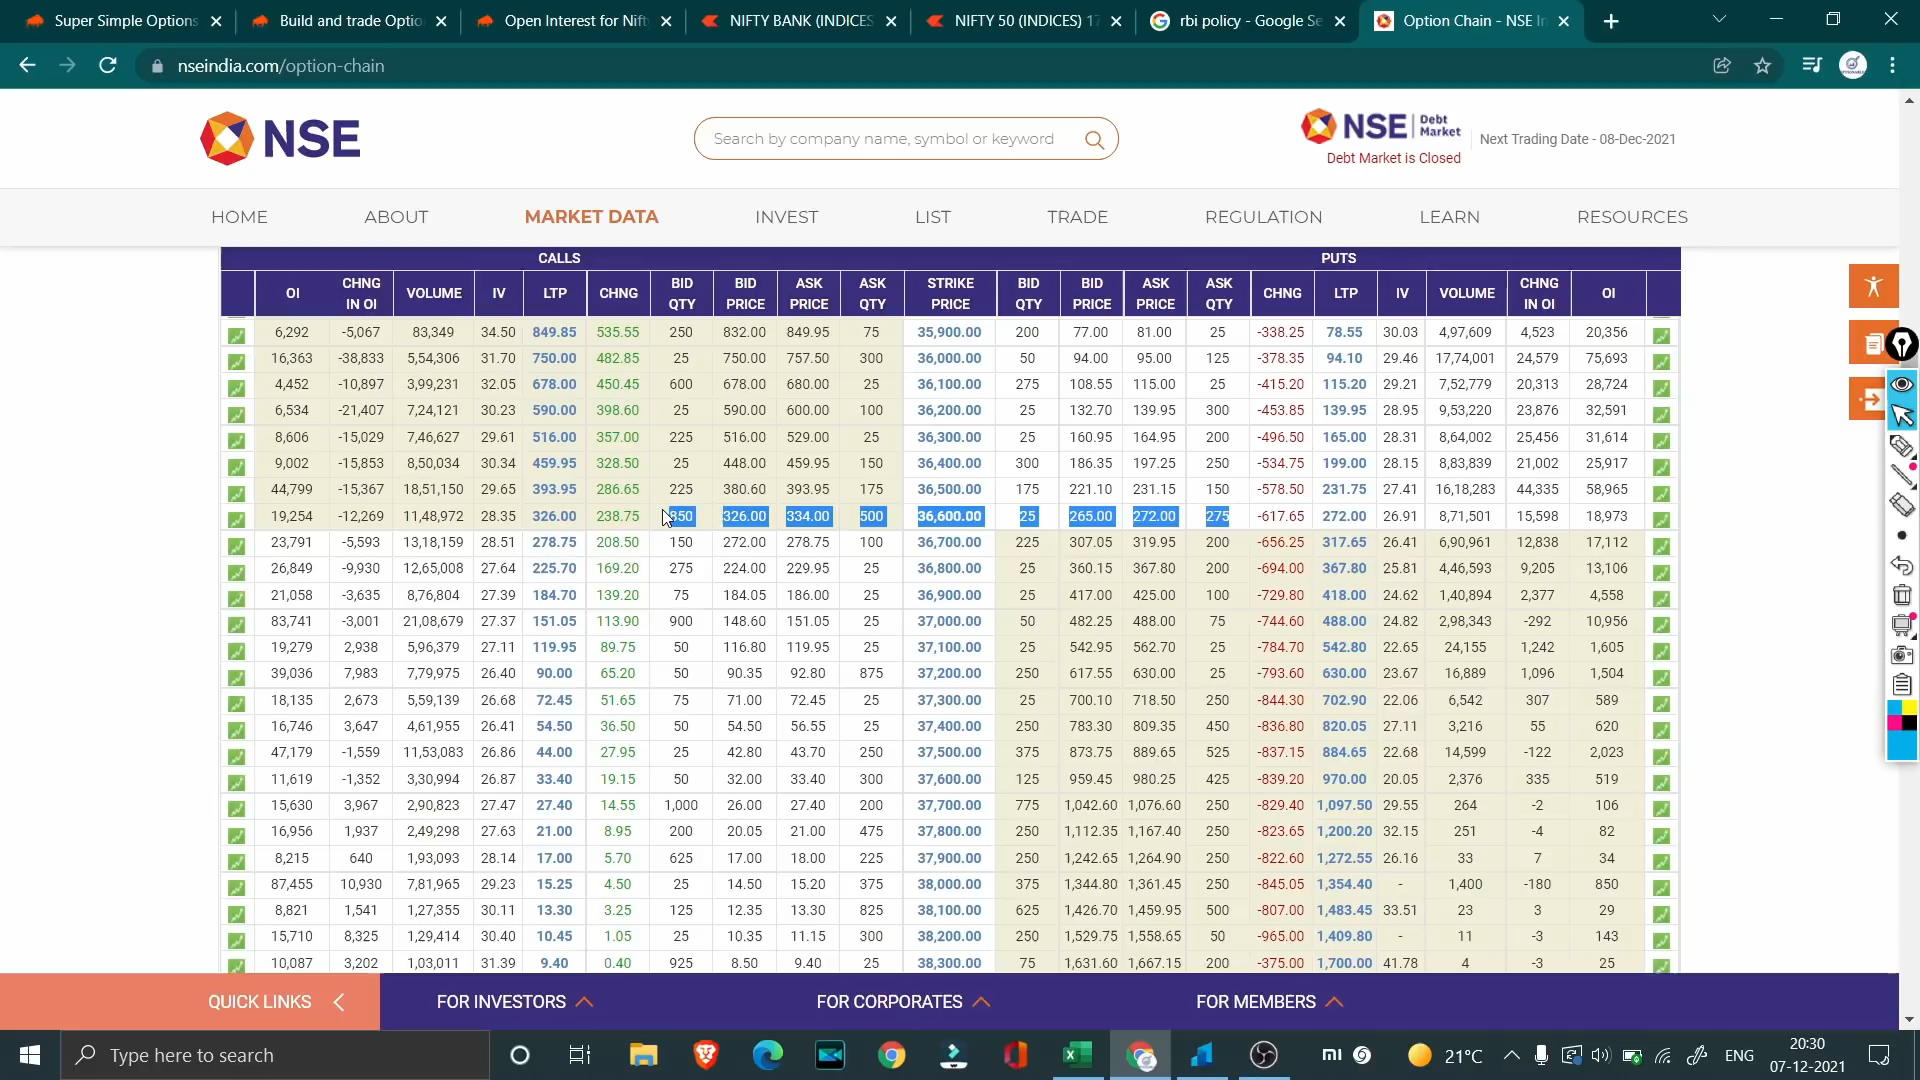 Super Simple Options
Build and trade Optio
Open Interest for Nift
NIFTY BANK (INDICES
NIFTY 50 (INDICES) 17
rbi policy - Google Se
Option Chain - NSE In
nseindia.com/option-chain
NSE
Search by company name, symbol or keyword
NSE Debt Market
Debt Market is Closed
Next Trading Date - 08-Dec-2021
HOME ABOUT MARKET DATA INVEST LIST TRADE REGULATION LEARN RESOURCES
CALLS PUTS
OI CHNG IN OI VOLUME IV LTP CHNG BID QTY BID PRICE ASK PRICE ASK QTY STRIKE PRICE BID QTY BID PRICE ASK PRICE ASK QTY CHNG LTP IV VOLUME CHNG IN OI OI
6,292 -5,067 83,349 34.50 849.85 535.55 250 832.00 849.95 75 35,900.00 200 77.00 81.00 25 -338.25 78.55 30.03 4,97,609 4,523 20,356
16,363 -38,833 5,54,306 31.70 750.00 482.85 25 750.00 757.50 300 36,000.00 50 94.00 95.00 125 -378.35 94.10 29.46 17,74,001 24,579 75,693
4,452 -10,897 3,99,231 32.05 678.00 450.45 600 678.00 680.00 25 36,100.00 275 108.55 115.00 25 -415.20 115.20 29.21 7,52,779 20,313 28,724
6,534 -21,407 7,24,121 30.23 590.00 398.60 25 590.00 600.00 100 36,200.00 25 132.70 139.95 300 -453.85 139.95 28.95 9,53,220 23,876 32,591
8,606 -15,029 7,46,627 29.61 516.00 357.00 225 516.00 529.00 25 36,300.00 25 160.95 164.95 200 -496.50 165.00 28.31 8,64,002 25,456 31,614
9,002 -15,853 8,50,034 30.34 459.95 328.50 25 448.00 459.95 150 36,400.00 300 186.35 197.25 250 -534.75 199.00 28.15 8,83,839 21,002 25,917
44,799 -15,367 18,51,150 29.65 393.95 286.65 225 380.60 393.95 175 36,500.00 175 221.10 231.15 150 -578.50 231.75 27.41 16,18,283 44,335 58,965
19,254 -12,269 11,48,972 28.35 326.00 238.75 350 326.00 334.00 500 36,600.00 25 265.00 272.00 275 -617.65 272.00 26.91 8,71,501 15,598 18,973
23,791 -5,593 13,18,159 28.51 278.75 208.50 150 272.00 278.75 100 36,700.00 225 307.05 319.95 200 -656.25 317.65 26.41 6,90,961 12,838 17,112
26,849 -9,930 12,65,008 27.64 225.70 169.20 275 224.00 229.95 25 36,800.00 25 360.15 367.80 200 -694.00 367.80 25.81 4,46,593 9,205 13,106
21,058 -3,635 8,76,804 27.39 184.70 139.20 75 184.05 186.00 25 36,900.00 25 417.00 425.00 100 -729.80 418.00 24.62 1,40,894 2,377 4,558
83,741 -3,001 21,08,679 27.37 151.05 113.90 900 148.60 151.05 25 37,000.00 50 482.25 488.00 75 -744.60 488.00 24.82 2,98,343 -292 10,956
19,279 2,938 5,96,379 27.11 119.95 89.75 50 116.80 119.95 25 37,100.00 25 542.95 562.70 25 -784.70 542.80 22.65 24,155 1,242 1,605
39,036 7,983 7,79,975 26.40 90.00 65.20 50 90.35 92.80 875 37,200.00 250 617.55 630.00 25 -793.60 630.00 23.67 16,889 1,096 1,504
18,135 2,673 5,59,139 26.68 72.45 51.65 75 71.00 72.45 25 37,300.00 25 700.10 718.50 250 -844.30 702.90 22.06 6,542 307 589
16,746 3,647 4,61,955 26.41 54.50 36.50 50 54.50 56.55 25 37,400.00 250 783.30 809.35 450 -836.80 820.05 27.11 3,216 55 620
47,179 -1,559 11,53,083 26.86 44.00 27.95 25 42.80 43.70 250 37,500.00 375 873.75 889.65 525 -837.15 884.65 22.68 14,599 -122 2,023
11,619 -1,352 3,30,994 26.87 33.40 19.15 50 32.00 33.40 300 37,600.00 125 959.45 980.25 425 -839.20 970.00 20.05 2,376 335 519
15,630 3,967 2,90,823 27.47 27.40 14.55 1,000 26.00 27.40 200 37,700.00 775 1,042.60 1,076.60 250 -829.40 1,097.50 29.55 264 -2 106
16,956 1,937 2,49,298 27.63 21.00 8.95 200 20.05 21.00 475 37,800.00 250 1,112.35 1,167.40 250 -823.65 1,200.20 32.15 251 -4 82
8,215 640 1,93,093 28.14 17.00 5.70 625 17.00 18.00 225 37,900.00 250 1,242.65 1,264.90 250 -822.60 1,272.55 26.16 33 7 34
87,455 10,930 7,81,965 29.23 15.25 4.50 25 14.50 15.20 375 38,000.00 375 1,344.80 1,361.45 250 -845.05 1,354.40 - 1,400 -180 850
8,821 1,541 1,27,355 30.11 13.30 3.25 125 12.35 13.30 825 38,100.00 625 1,426.70 1,459.95 500 -807.00 1,483.45 33.51 23 3 29
15,710 8,325 1,29,414 30.40 10.45 1.05 25 10.35 11.15 300 38,200.00 250 1,529.75 1,558.65 50 -965.00 1,409.80 - 11 -3 143
10,087 3,202 1,03,011 31.39 9.40 0.40 925 8.50 9.40 25 38,300.00 75 1,631.60 1,667.15 200 -375.00 1,700.00 41.78 4 -3 25
QUICK LINKS FOR INVESTORS FOR CORPORATES FOR MEMBERS
Type here to search
mi
21°C
ENG
20:30
07-12-2021